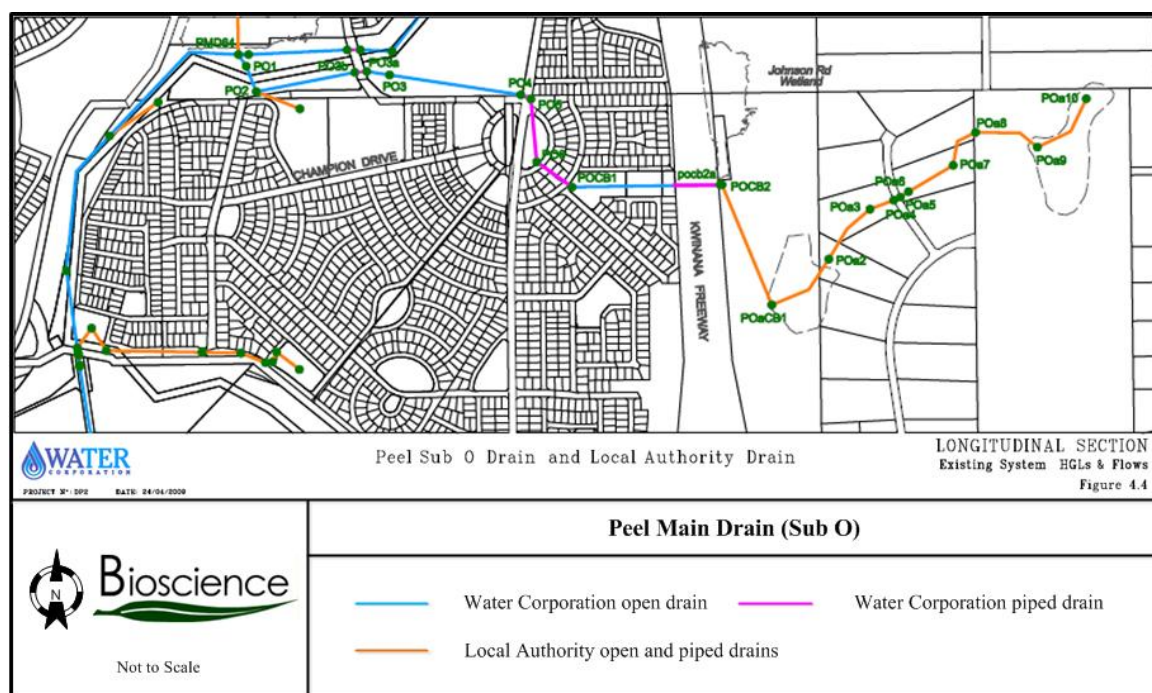 PMD64
PO1
PO2b
PO3a
PO3
PO2
PO4
PO5
Johnson Rd
Wetland
POa10
CHAMPION DRIVE
POa8
POa9
POa7
POCB1
pocb2a
POCB2
POa6
POa5
POa4
POa3
KWINANA FREEWAY
POa2
POaCB1
WATER
CORPORATION
PROJECT Nº: DP2 DATE: 24/04/2009
Peel Sub O Drain and Local Authority Drain
LONGITUDINAL SECTION
Existing System HGLs & Flows
Figure 4.4
N
Bioscience
Not to Scale
Peel Main Drain (Sub O)
Water Corporation open drain
Water Corporation piped drain
Local Authority open and piped drains